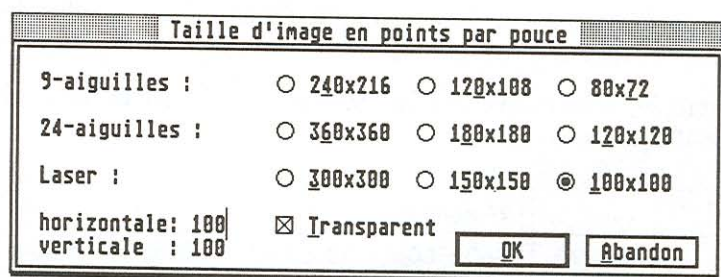 Taille d'image en points par pouce
9-aiguilles : 240x216 120x108 80x72
24-aiguilles : 360x360 180x180 120x120
Laser : 300x300 150x150 100x100
horizontale: 100 Transparent
verticale : 100 OK Abandon